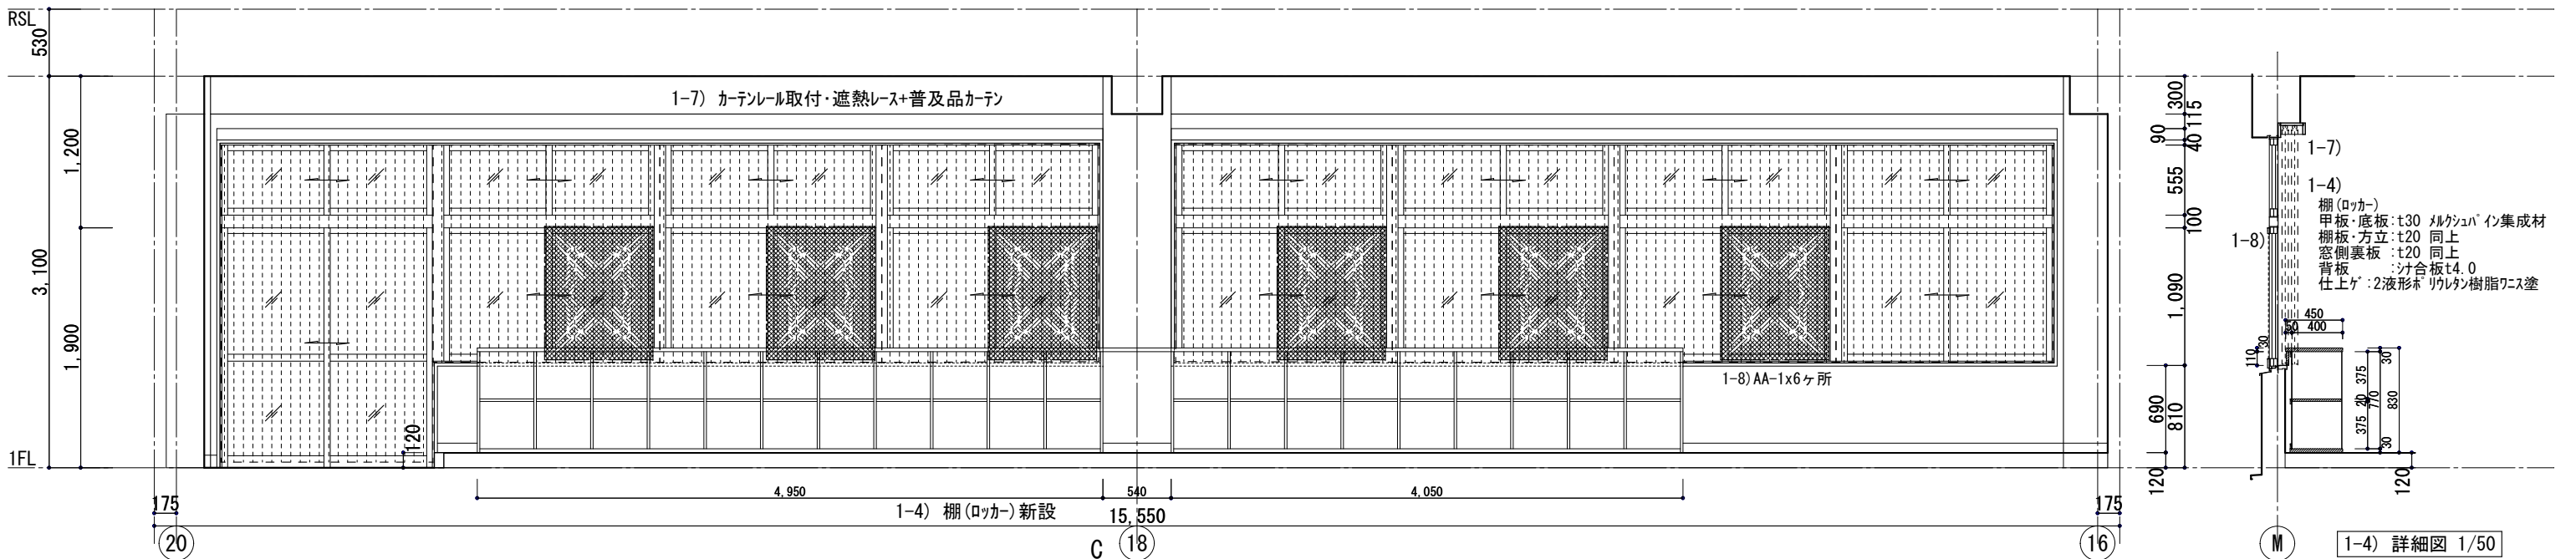 RSL
530
3,100
1,200
1,900
1FL
1-7) カーテンレール取付・遮熱レース+普及品カーテン
120
1-8)AA-1x6ヶ所
4,950
540
4,050
175
1-4) 棚(ロッカー)新設
15,550
175
20
C
18
16
300
115
90
40
555
100
1,090
690
810
120
1-7)
1-4)
棚(ロッカー)
甲板・底板:t30 メルクシュパイン集成材
棚板・方立:t20 同上
窓側裏板 :t20 同上
背板 :シナ合板t4.0
仕上ゲ:2液形ポリウレタン樹脂ワニス塗
1-8)
450
50 400
30
110
30
375
20
770
830
375
30
120
M
1-4) 詳細図 1/50